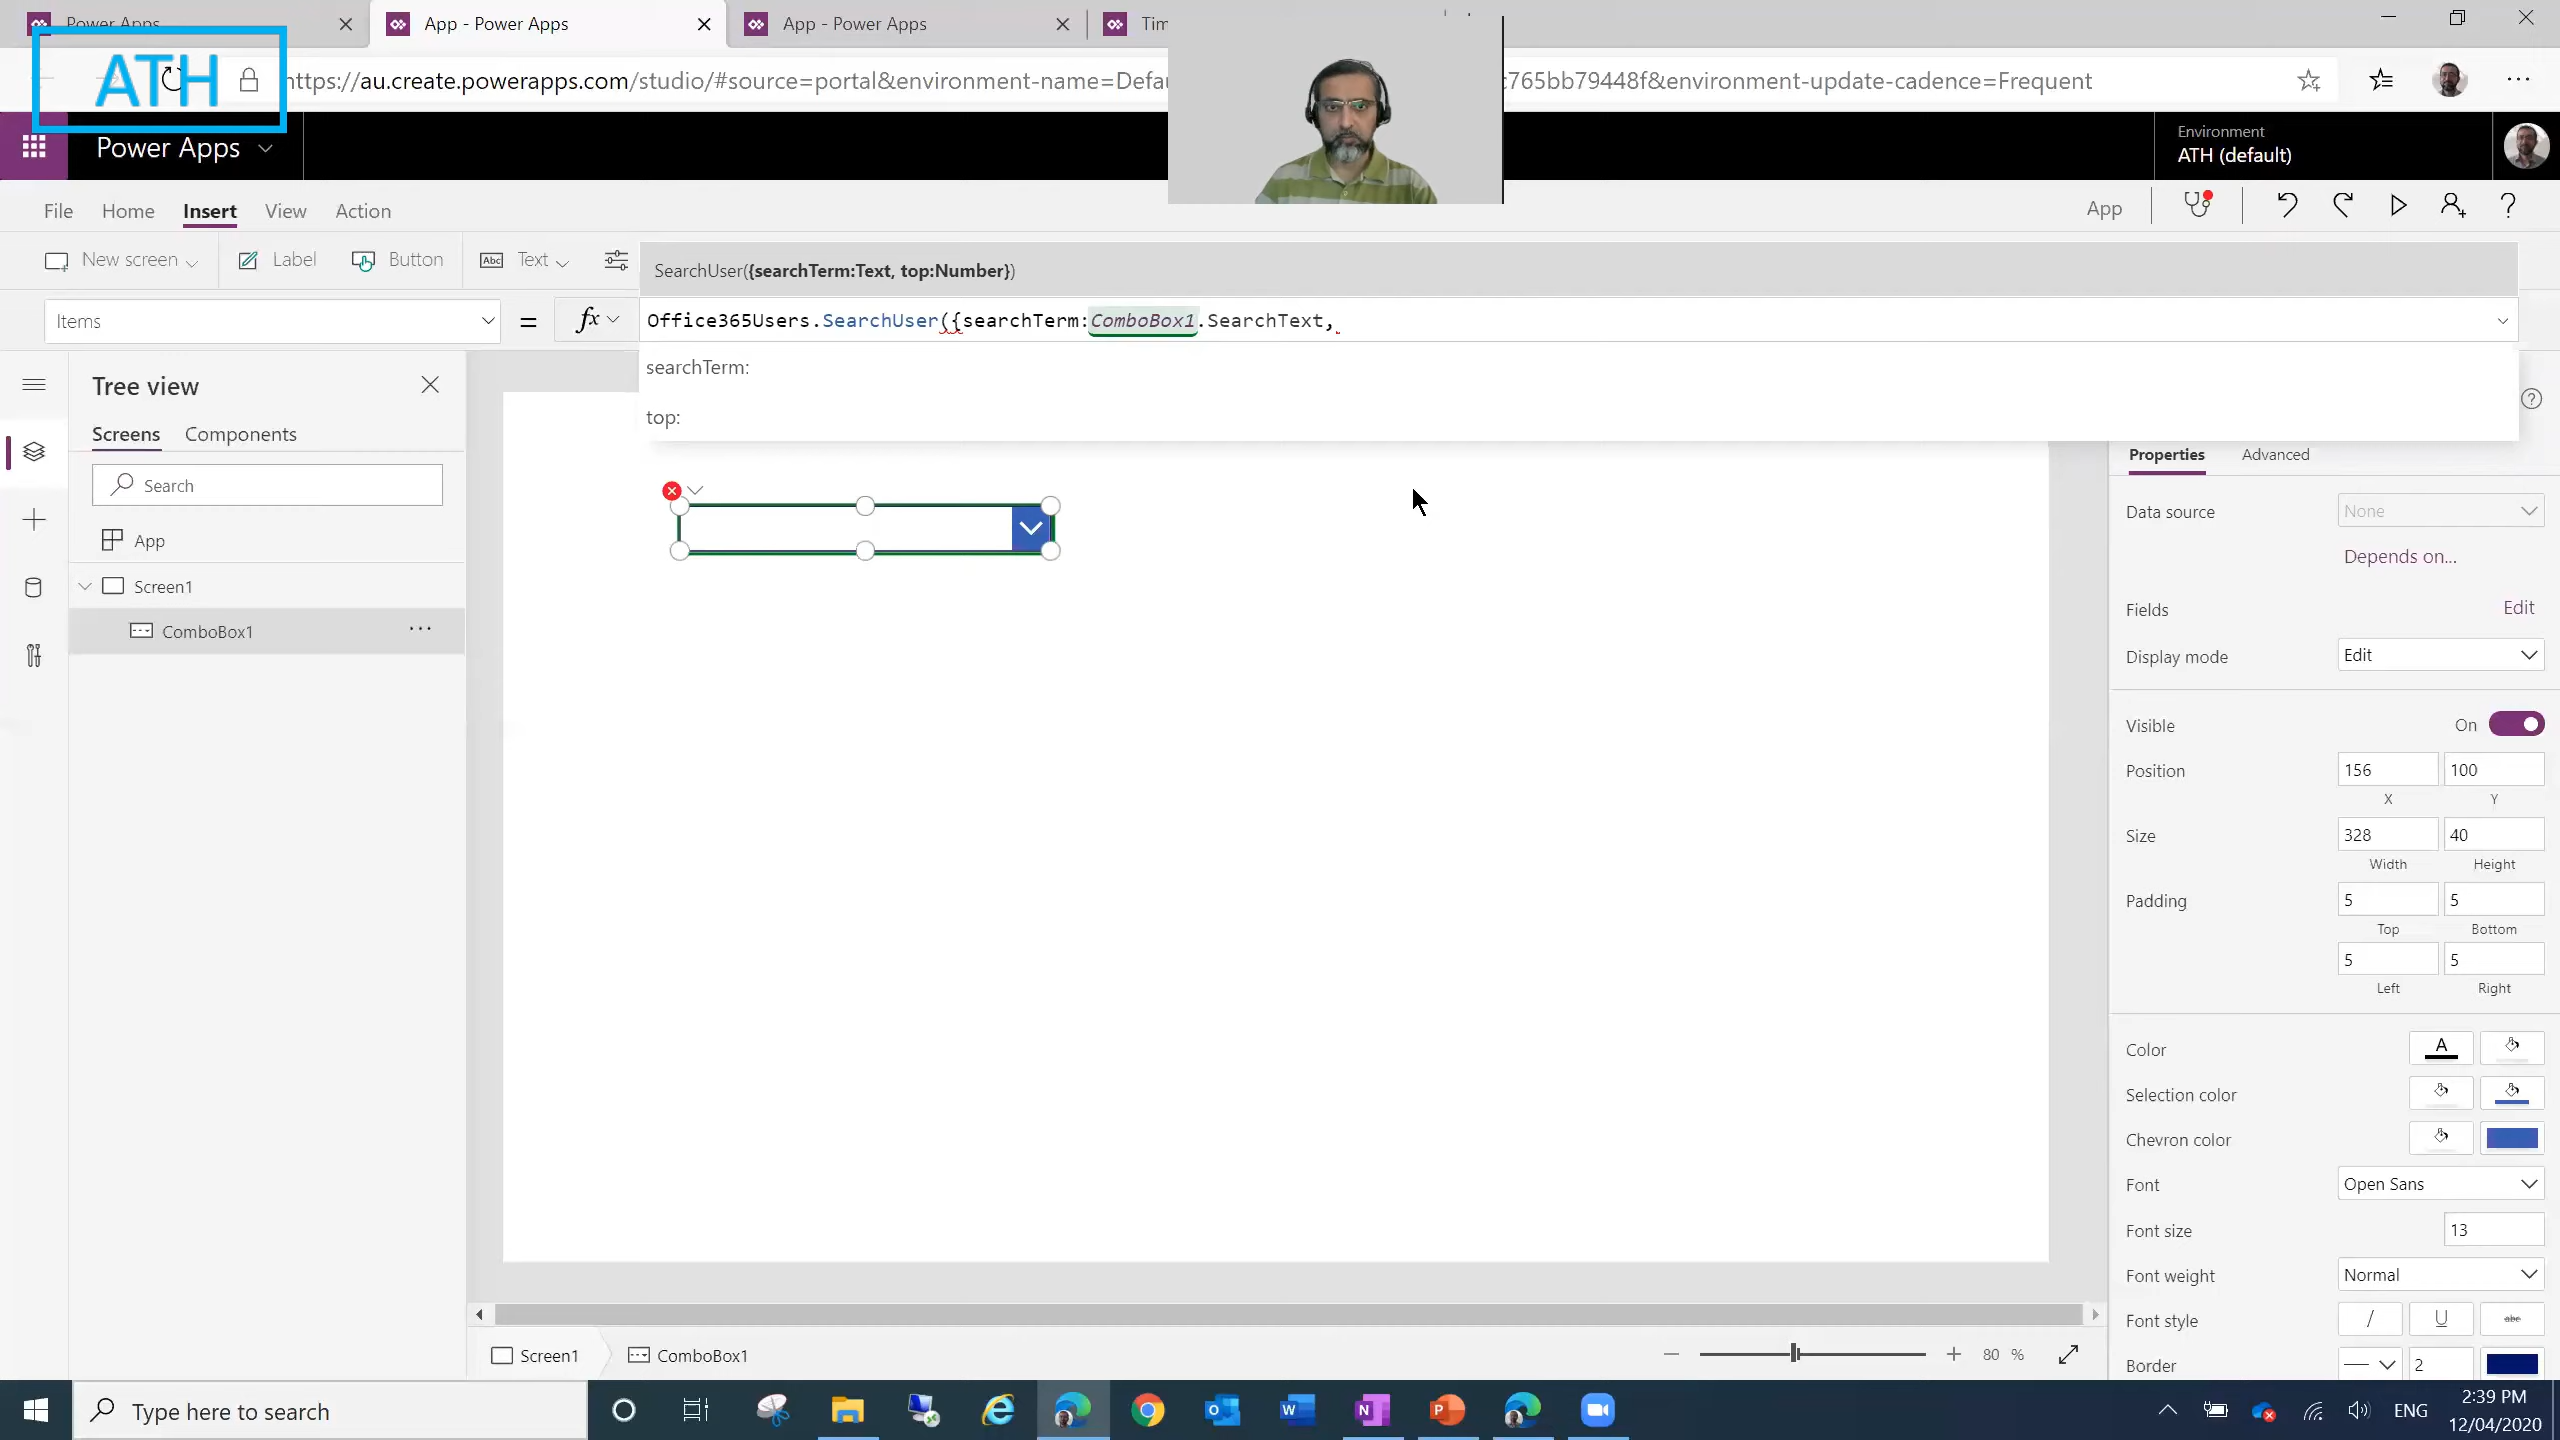 Power Apps
App - Power Apps
App - Power Apps
Tim
ATH
https://au.create.powerapps.com/studio/#source=portal&environment-name=Defau
c765bb79448f&environment-update-cadence=Frequent
Power Apps
Environment
ATH (default)
File
Home
Insert
View
Action
App
New screen
Label
Button
Abc
Text
SearchUser({searchTerm:Text, top:Number})
Items
=
fx
Office365Users.SearchUser({searchTerm:ComboBox1.SearchText,
searchTerm:
top:
Tree view
Screens
Components
Search
App
Screen1
ComboBox1
Properties
Advanced
Data source
None
Depends on...
Fields
Edit
Display mode
Edit
Visible
On
Position
156
100
X
Y
Size
328
40
Width
Height
Padding
5
5
Top
Bottom
5
5
Left
Right
Color
A
Selection color
Chevron color
Font
Open Sans
Font size
13
Font weight
Normal
Font style
/
U
abc
Border
2
Screen1
ComboBox1
80 %
Type here to search
ENG
2:39 PM
12/04/2020